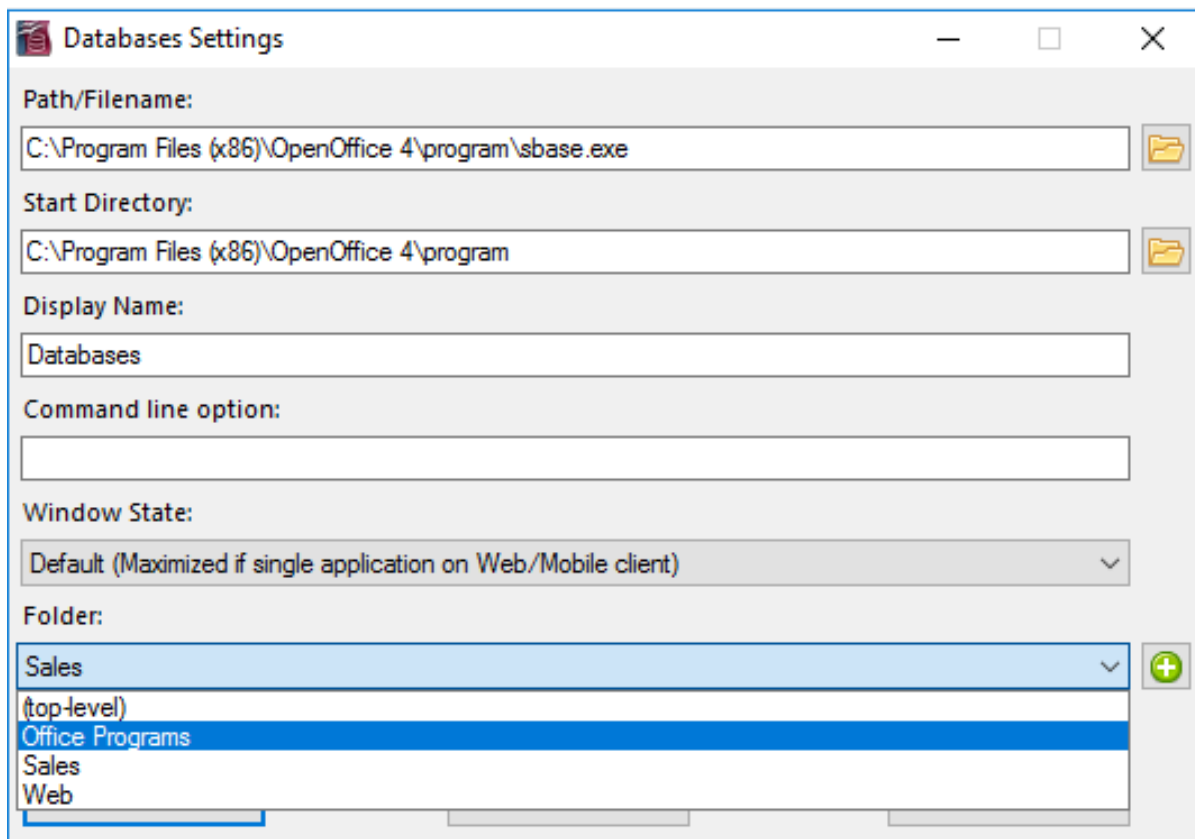 Databases Settings
Path/Filename:
C:\Program Files (x86)\OpenOffice 4\program\sbase.exe
Start Directory:
C:\Program Files (x86)\OpenOffice 4\program
Display Name:
Databases
Command line option:
Window State:
Default (Maximized if single application on Web/Mobile client)
Folder:
Sales
(top-level)
Office Programs
Sales
Web